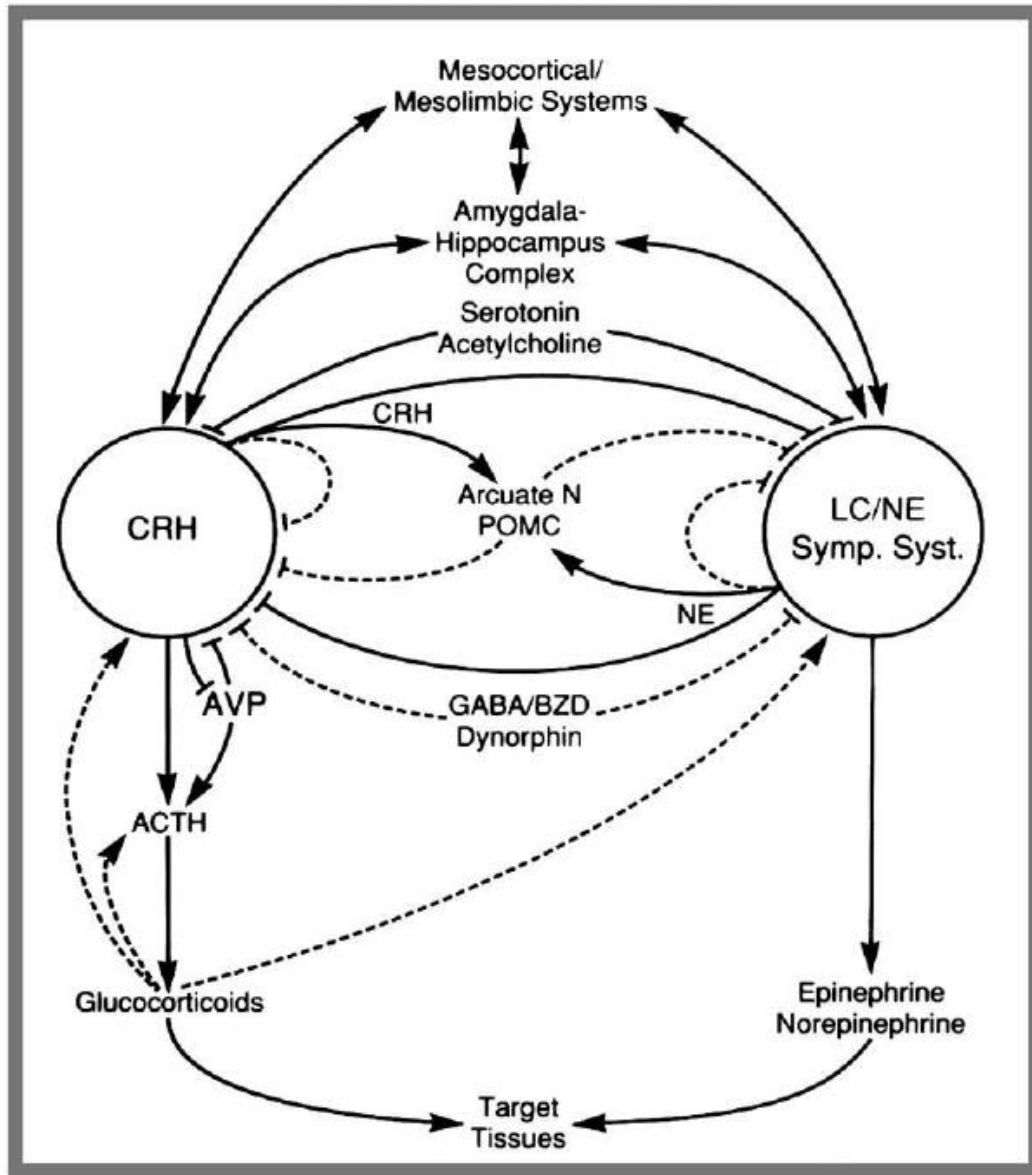 Mesocortical/
Mesolimbic Systems
Amygdala-
Hippocampus
Complex
Serotonin
Acetylcholine
CRH
Arcuate N
POMC
CRH
LC/NE
Symp. Syst.
NE
AVP
GABA/BZD
Dynorphin
ACTH
Glucocorticoids
Epinephrine
Norepinephrine
Target
Tissues